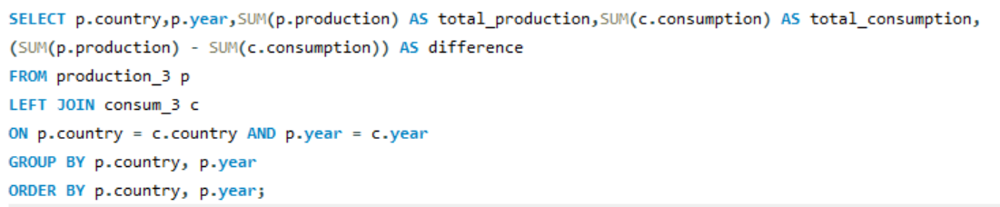 SELECT p.country,p.year,SUM(p.production) AS total_production,SUM(c.consumption) AS total_consumption,
(SUM(p.production) - SUM(c.consumption)) AS difference
FROM production_3 p
LEFT JOIN consum_3 c
ON p.country = c.country AND p.year = c.year
GROUP BY p.country, p.year
ORDER BY p.country, p.year;